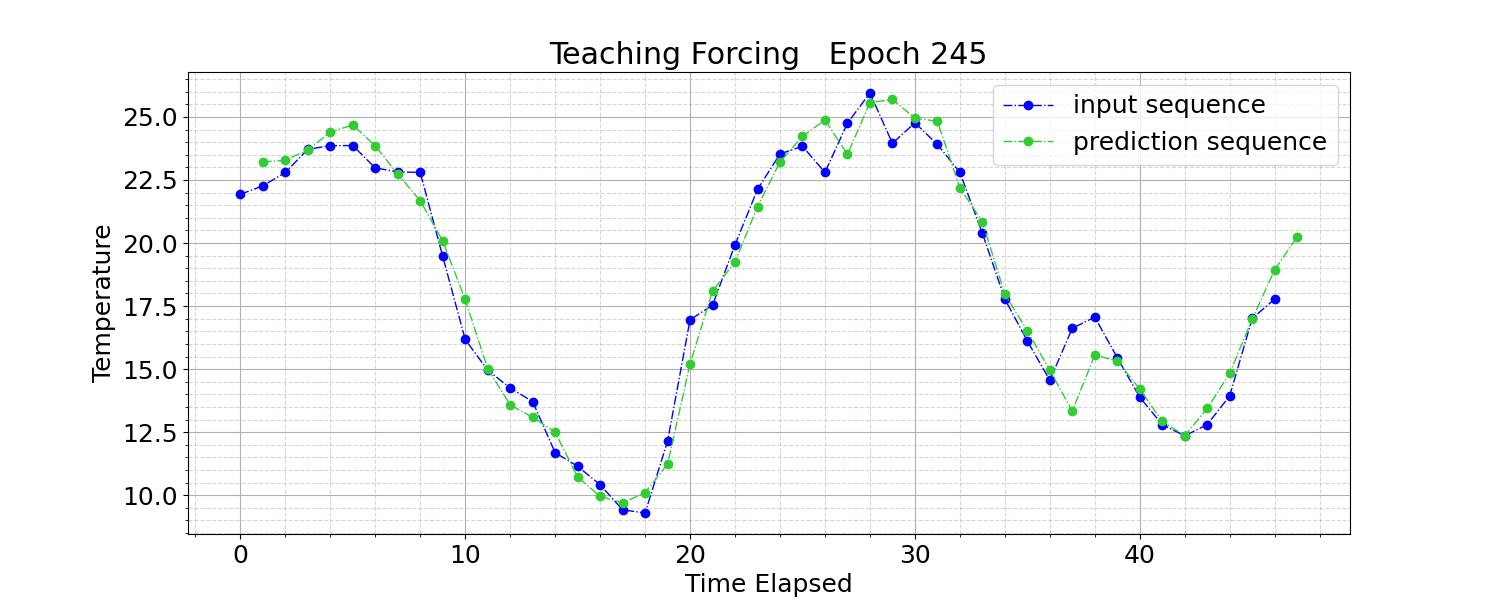 Teaching Forcing   Epoch 245
input sequence
prediction sequence
Temperature
25.0
22.5
20.0
17.5
15.0
12.5
10.0
0 10 20 30 40
Time Elapsed